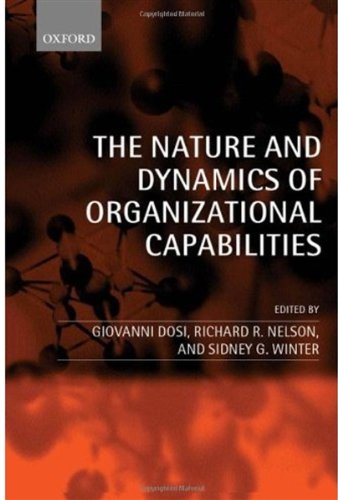 OXFORD
THE NATURE AND
DYNAMICS OF
ORGANIZATIONAL
CAPABILITIES
EDITED BY
GIOVANNI DOSI, RICHARD R. NELSON,
AND SIDNEY G. WINTER